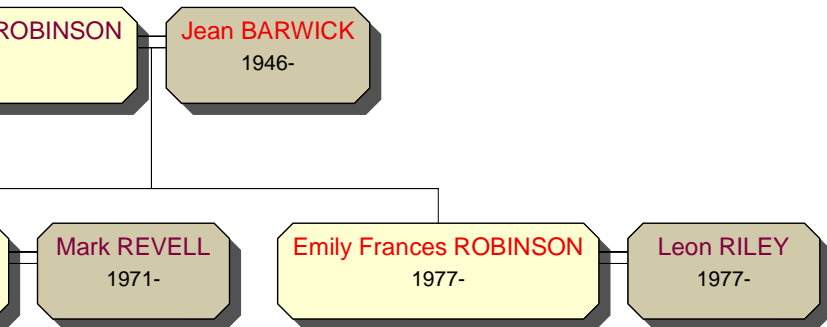 ROBINSON
Jean BARWICK
1946-
Mark REVELL
1971-
Emily Frances ROBINSON
1977-
Leon RILEY
1977-